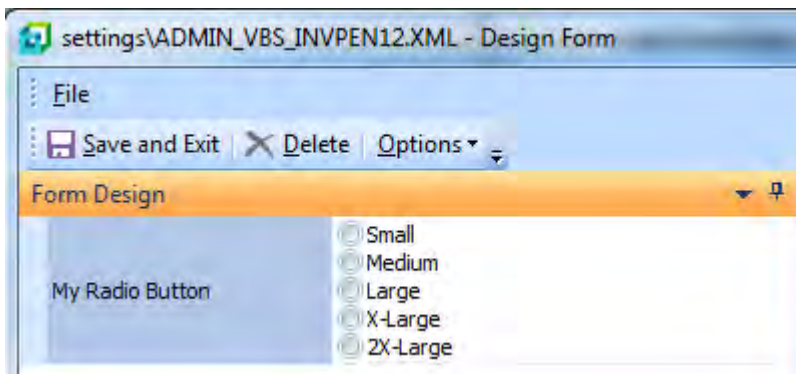 settings\ADMIN_VBS_INVPEN12.XML - Design Form
File
Save and Exit Delete Options
Form Design
My Radio Button
Small
Medium
Large
X-Large
2X-Large